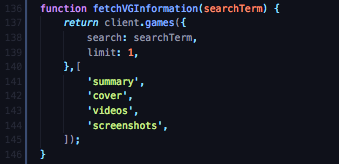 136 function fetchVGInformation(searchTerm) {
137 return client.games({
138 search: searchTerm,
139 limit: 1,
140 },[
141 'summary',
142 'cover',
143 'videos',
144 'screenshots',
145 ]);
146 }